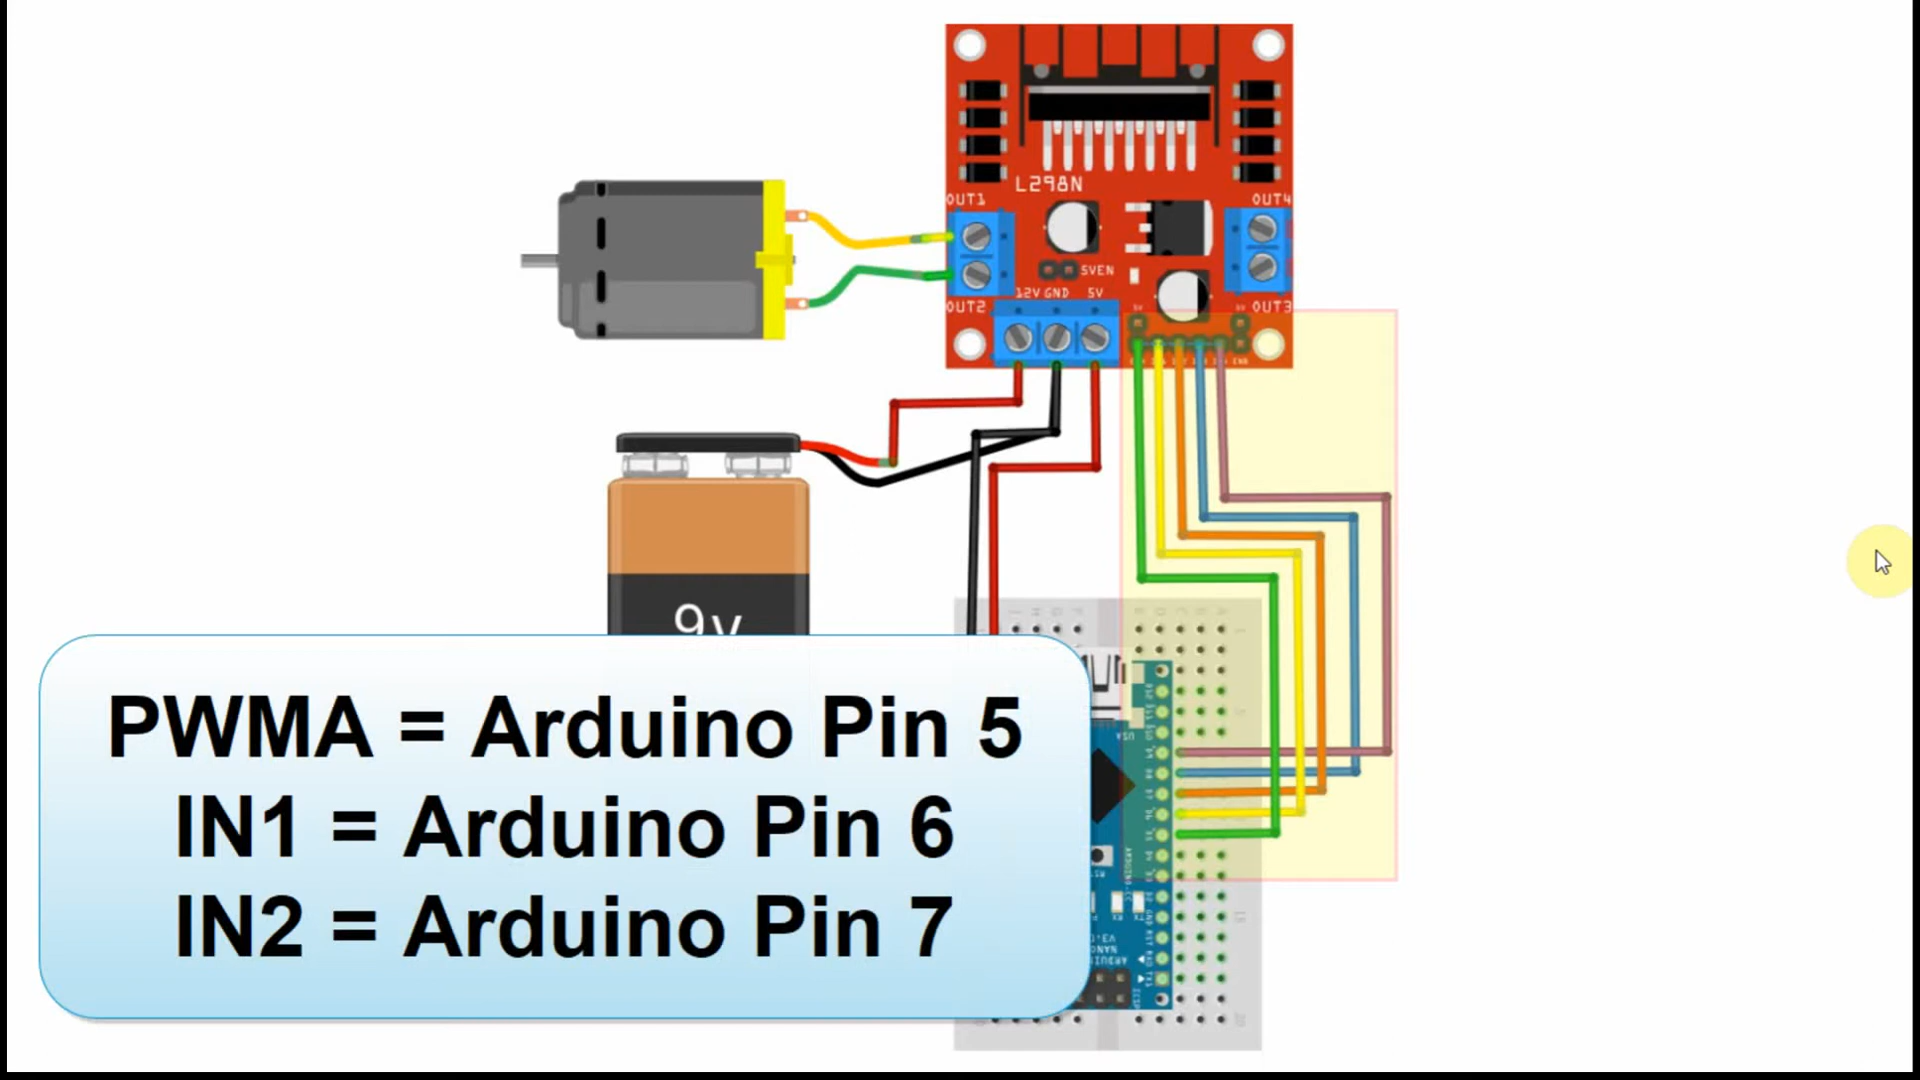 L298N
OUT1
OUT4
5VEN
12V GND 5V
OUT2
OUT3
9v
PWMA = Arduino Pin 5
IN1 = Arduino Pin 6
IN2 = Arduino Pin 7